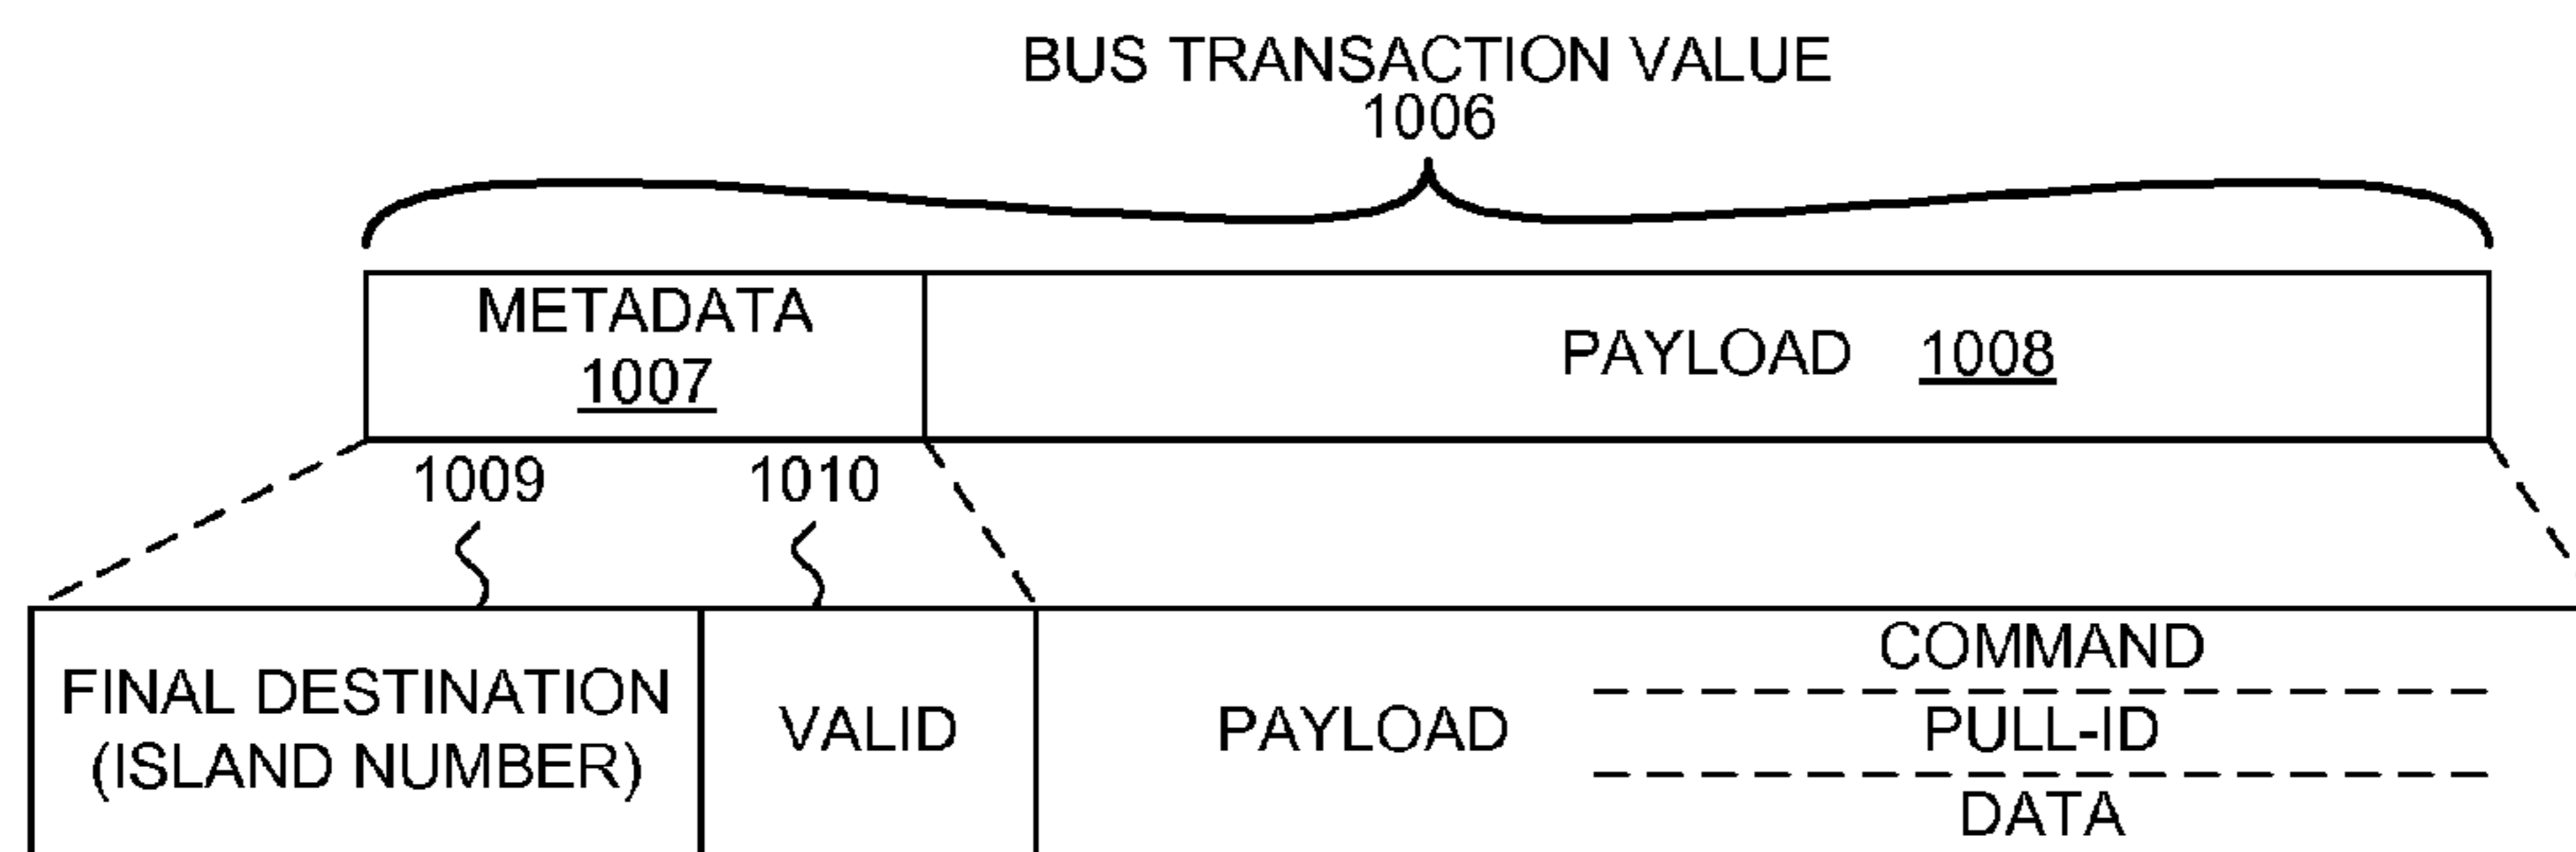 BUS TRANSACTION VALUE
1006
METADATA
1007
PAYLOAD 1008
1009
1010
FINAL DESTINATION
(ISLAND NUMBER)
VALID
PAYLOAD
COMMAND
PULL-ID
DATA